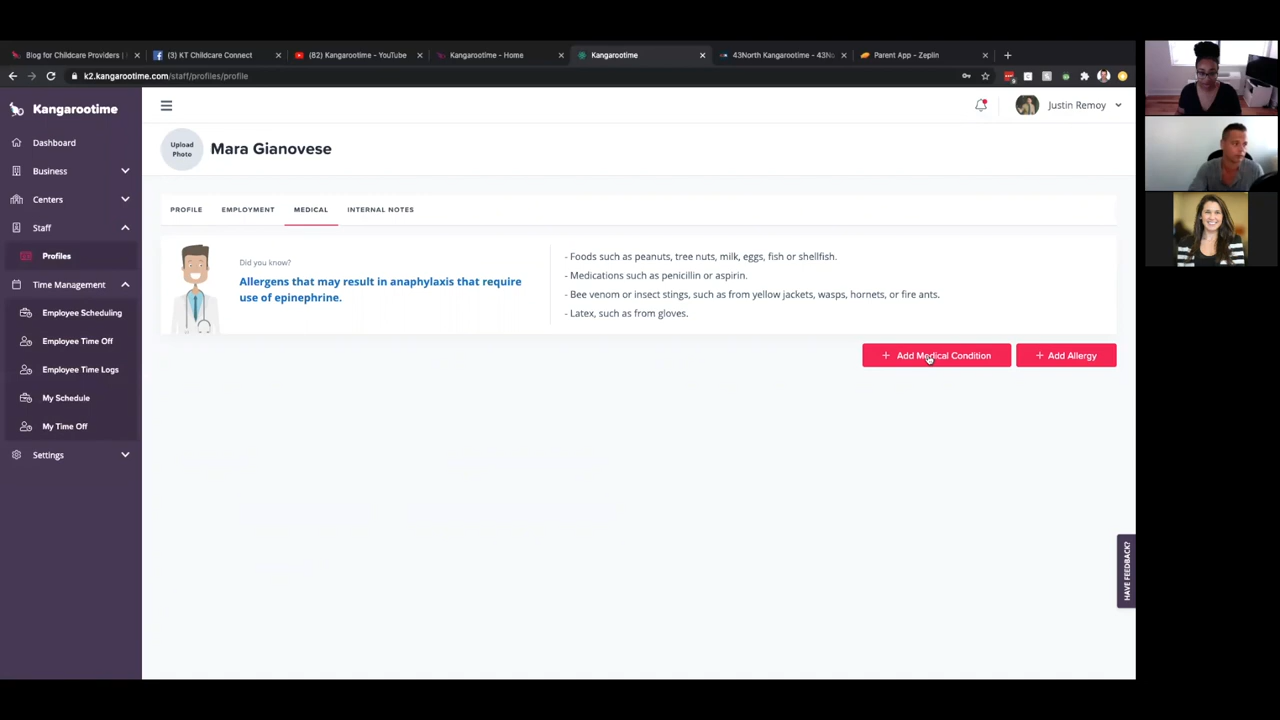 Blog for Childcare Providers |
(3) KT Childcare Connect
(82) Kangarootime - YouTube
Kangarootime - Home
Kangarootime
43North Kangarootime - 43No
Parent App - Zeplin
k2.kangarootime.com/staff/profiles/profile
Kangarootime
Justin Remoy
Dashboard
Business
Centers
Staff
Profiles
Time Management
Employee Scheduling
Employee Time Off
Employee Time Logs
My Schedule
My Time Off
Settings
Upload
Photo
Mara Gianovese
PROFILE
EMPLOYMENT
MEDICAL
INTERNAL NOTES
Did you know?
Allergens that may result in anaphylaxis that require
use of epinephrine.
- Foods such as peanuts, tree nuts, milk, eggs, fish or shellfish.
- Medications such as penicillin or aspirin.
- Bee venom or insect stings, such as from yellow jackets, wasps, hornets, or fire ants.
- Latex, such as from gloves.
+ Add Medical Condition
+ Add Allergy
HAVE FEEDBACK?